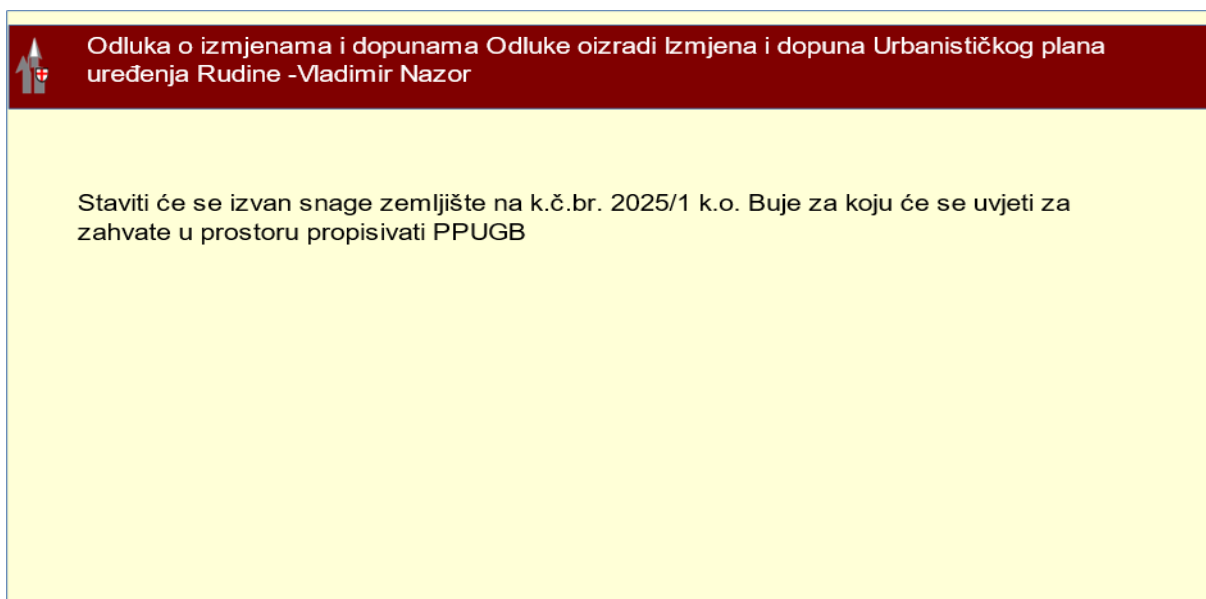 Odluka o izmjenama i dopunama Odluke oizradi Izmjena i dopuna Urbanističkog plana
uređenja Rudine -Vladimir Nazor
Staviti će se izvan snage zemljište na k.č.br. 2025/1 k.o. Buje za koju će se uvjeti za
zahvate u prostoru propisivati PPUGB